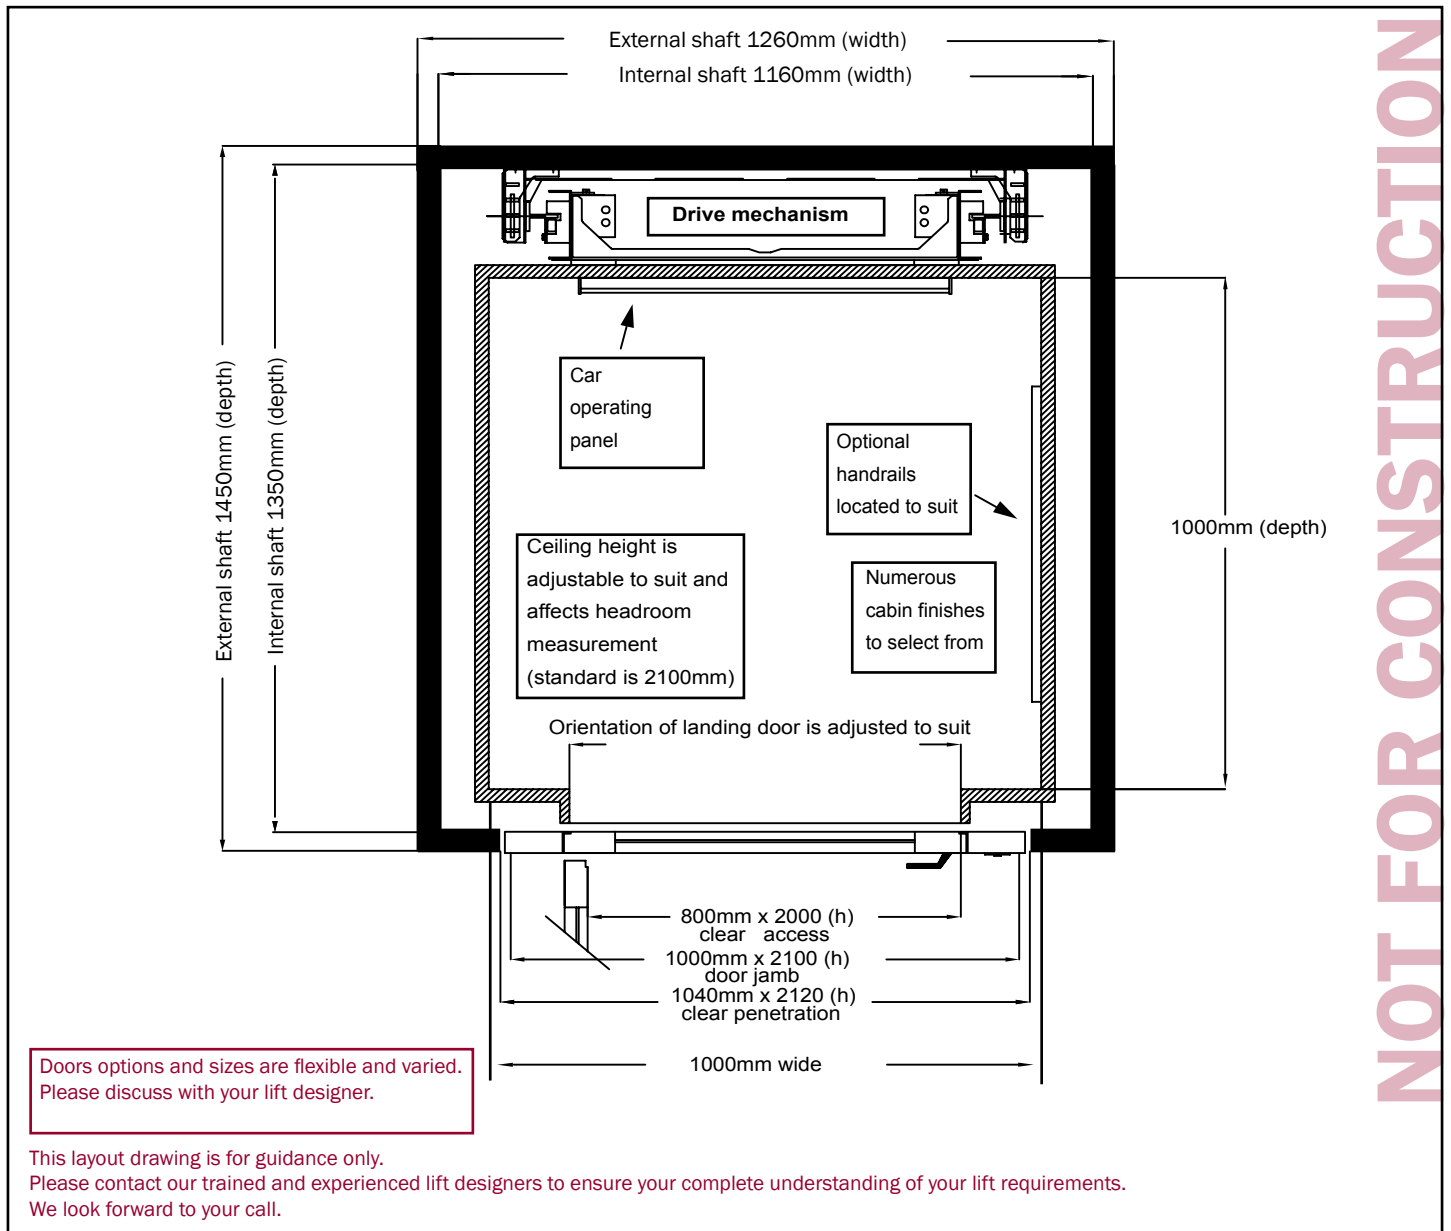 External shaft 1260mm (width)
Internal shaft 1160mm (width)
NOT FOR CONSTRUCTION
Drive mechanism
External shaft 1450mm (depth)
Internal shaft 1350mm (depth)
Car
operating
panel
Optional
handrails
located to suit
1000mm (depth)
Ceiling height is
adjustable to suit and
affects headroom
measurement
(standard is 2100mm)
Numerous
cabin finishes
to select from
Orientation of landing door is adjusted to suit
800mm x 2000 (h)
clear access
1000mm x 2100 (h)
door jamb
1040mm x 2120 (h)
clear penetration
1000mm wide
Doors options and sizes are flexible and varied.
Please discuss with your lift designer.
This layout drawing is for guidance only.
Please contact our trained and experienced lift designers to ensure your complete understanding of your lift requirements.
We look forward to your call.